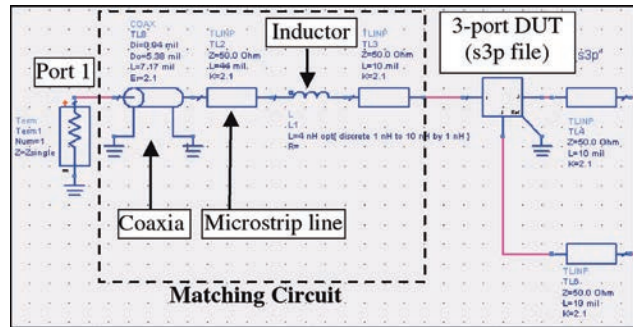 COAX
TL8
Di=0.94 mil
Do=5.38 mil
L=7.17 mil
Er=2.1
TLINP
TL2
Z=50.0 Ohm
K=2.1
Inductor
TLINP
TL3
Z=50.0 Ohm
L=10 mil
K=2.1
3-port DUT
(s3p file)
s3p
Port 1
Term
Term1
Num=1
Z=Zsingle
L
L1
L=4 nH opt{ discrete 1 nH to 10 nH by 1 nH }
R=
Ref
TLINP
TL4
Z=50.0 Ohm
L=10 mil
K=2.1
Coaxia
Microstrip line
Matching Circuit
TLINP
Z=50.0 Ohm
L=10 mil
K=2.1